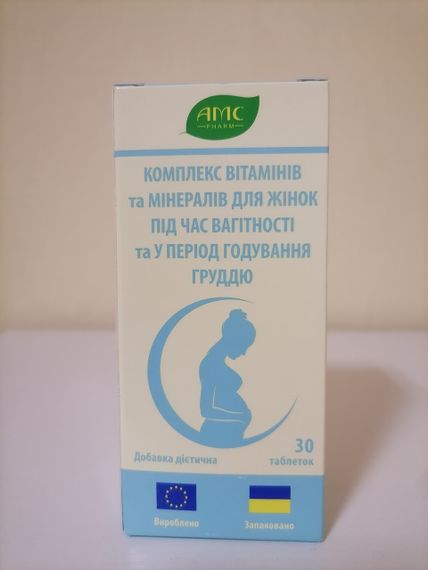 AMC
PHARM
КОМПЛЕКС ВІТАМІНІВ
та МІНЕРАЛІВ ДЛЯ ЖІНОК
ПІД ЧАС ВАГІТНОСТІ
та У ПЕРІОД ГОДУВАННЯ
ГРУДДЮ
Добавка дієтична
30
таблеток
Вироблено
Запаковано